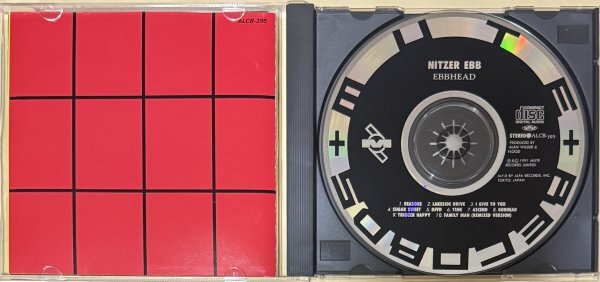 ALCB-395
NITZER EBB
EBBHEAD
COMPACT
disc
DIGITAL AUDIO
STEREO ALCB-395
PRODUCED BY
ALAN WILDER &
FLOOD
℗© 1991 MUTE
RECORDS LIMITED
M.F.D BY ALFA RECORDS, INC.
TOKYO, JAPAN
1. REASONS 2. LAKESIDE DRIVE 3. I GIVE TO YOU
4. SUGAR SWEET 5. DJVD 6. TIME 7. ASCEND 8. GODHEAD
9. TRIGGER HAPPY 10. FAMILY MAN (REMIXED VERSION)